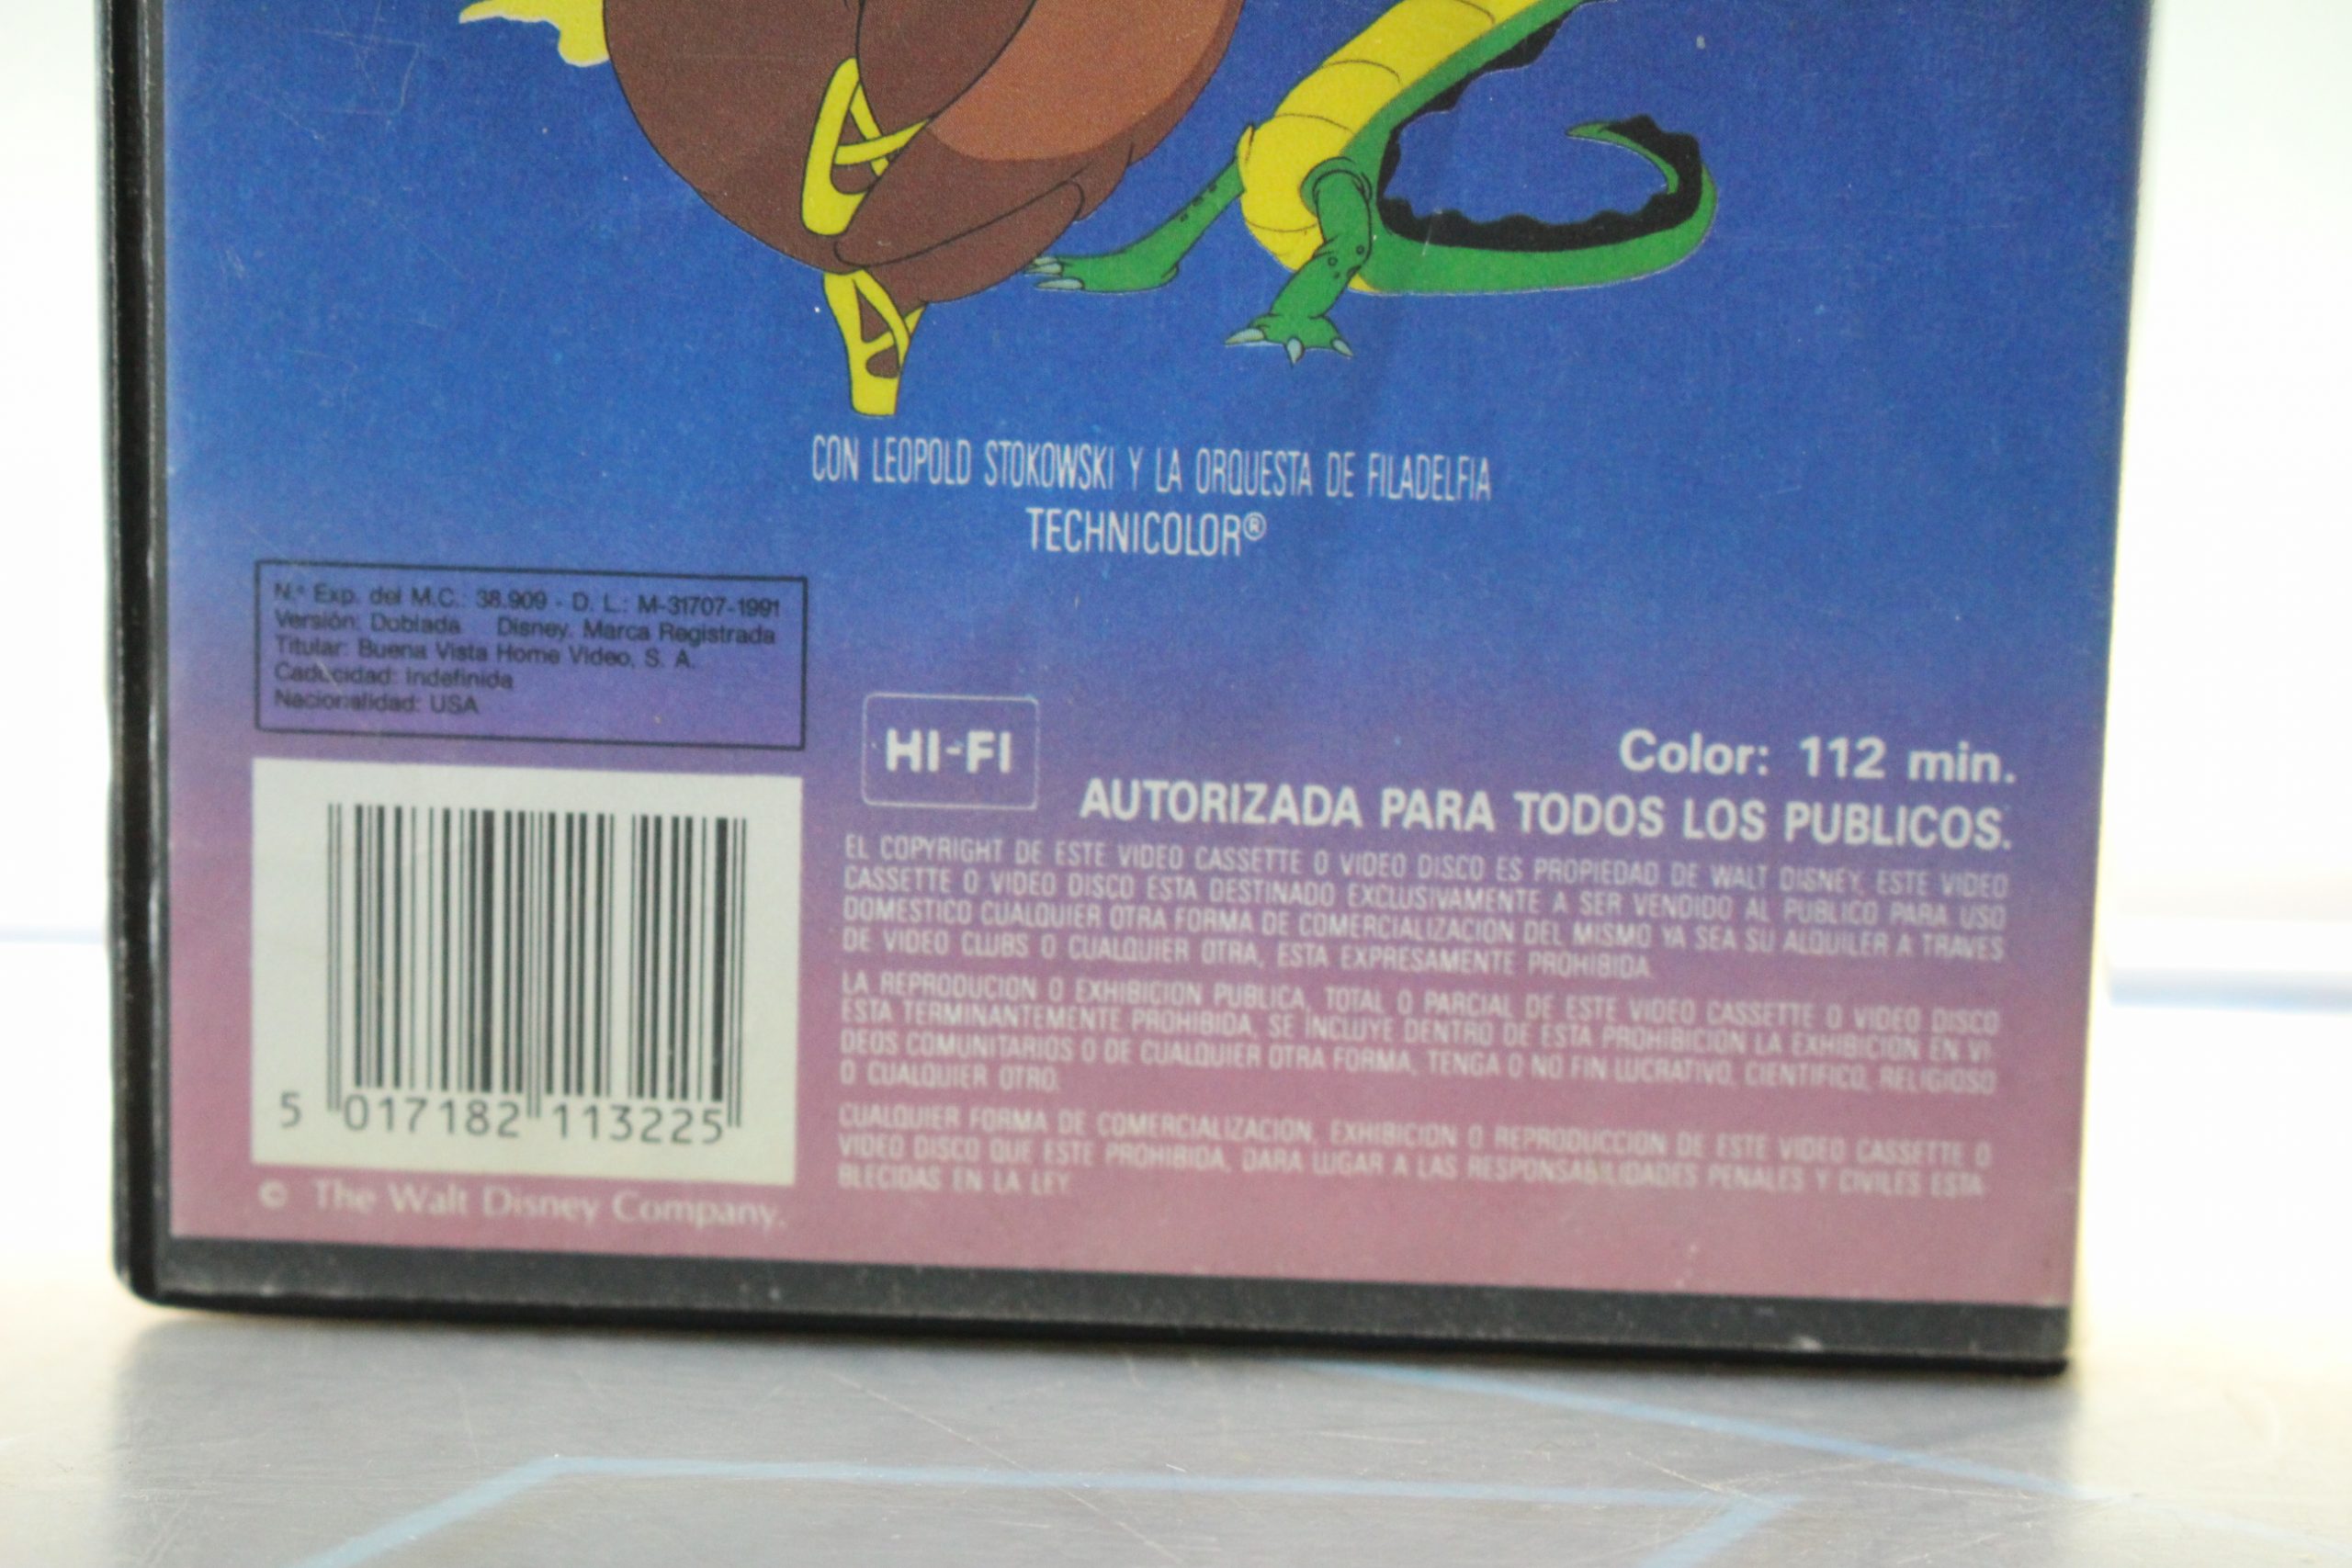 CON LEOPOLD STOKOWSKI Y LA ORQUESTA DE FILADELFIA
TECHNICOLOR®
N.º Exp. del M.C.: 38.909 - D. L.: M-31707-1991
Versión: Doblada Disney. Marca Registrada
Titular: Buena Vista Home Video, S. A.
Caducidad: Indefinida
Nacionalidad: USA
HI-FI
Color: 112 min.
AUTORIZADA PARA TODOS LOS PUBLICOS.
EL COPYRIGHT DE ESTE VIDEO CASSETTE O VIDEO DISCO ES PROPIEDAD DE WALT DISNEY, ESTE VIDEO
CASSETTE O VIDEO DISCO ESTA DESTINADO EXCLUSIVAMENTE A SER VENDIDO AL PUBLICO PARA USO
DOMESTICO CUALQUIER OTRA FORMA DE COMERCIALIZACION DEL MISMO YA SEA SU ALQUILER A TRAVES
DE VIDEO CLUBS O CUALQUIER OTRA, ESTA EXPRESAMENTE PROHIBIDA.
LA REPRODUCION O EXHIBICION PUBLICA, TOTAL O PARCIAL DE ESTE VIDEO CASSETTE O VIDEO DISCO
ESTA TERMINANTEMENTE PROHIBIDA, SE INCLUYE DENTRO DE ESTA PROHIBICION LA EXHIBICION EN VI-
DEOS COMUNITARIOS O DE CUALQUIER OTRA FORMA, TENGA O NO FIN LUCRATIVO, CIENTIFICO, RELIGIOSO
O CUALQUIER OTRO.
CUALQUIER FORMA DE COMERCIALIZACION, EXHIBICION O REPRODUCCION DE ESTE VIDEO CASSETTE O
VIDEO DISCO QUE ESTE PROHIBIDA, DARA LUGAR A LAS RESPONSABILIDADES PENALES Y CIVILES ESTA-
BLECIDAS EN LA LEY.
5 017182 113225
© The Walt Disney Company.